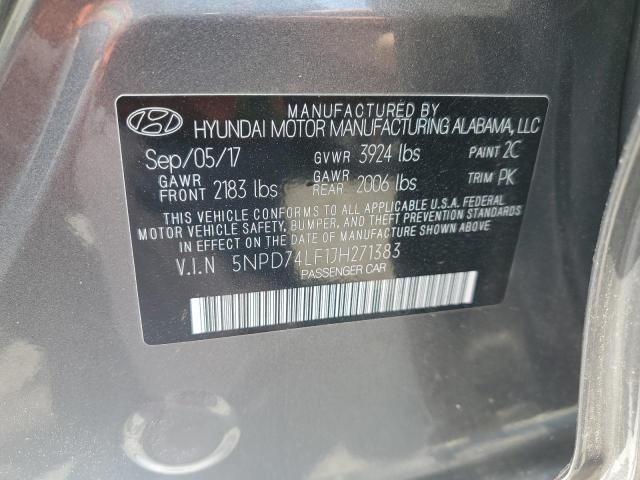 MANUFACTURED BY
HYUNDAI MOTOR MANUFACTURING ALABAMA, LLC
Sep/05/17 GVWR 3924 lbs PAINT 2C
GAWR FRONT 2183 lbs GAWR REAR 2006 lbs TRIM PK
THIS VEHICLE CONFORMS TO ALL APPLICABLE U.S.A. FEDERAL
MOTOR VEHICLE SAFETY, BUMPER, AND THEFT PREVENTION STANDARDS
IN EFFECT ON THE DATE OF MANUFACTURE SHOWN ABOVE.
V.I.N 5NPD74LF1JH271383
PASSENGER CAR